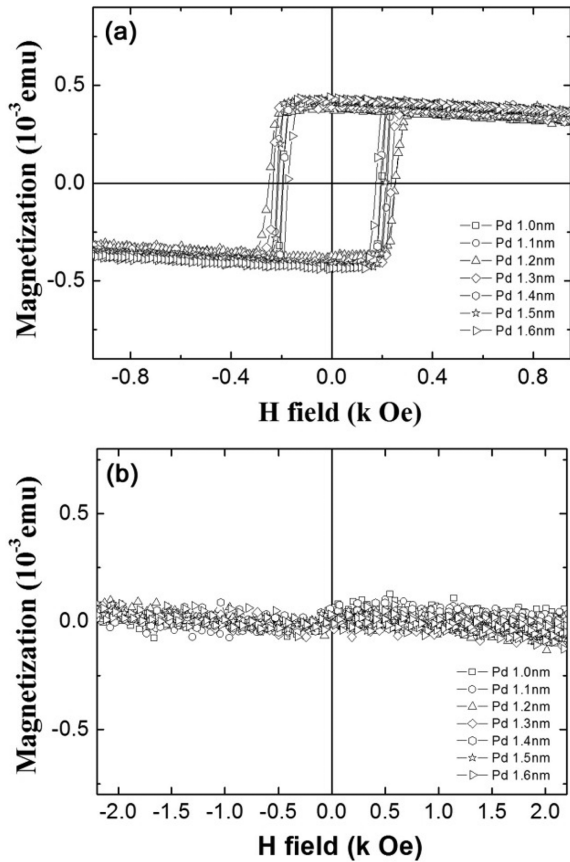 (a)
Magnetization (10⁻³ emu)
0.5
0.0
-0.5
-0.8 -0.4 0.0 0.4 0.8
H field (k Oe)
Pd 1.0nm
Pd 1.1nm
Pd 1.2nm
Pd 1.3nm
Pd 1.4nm
Pd 1.5nm
Pd 1.6nm
(b)
Magnetization (10⁻³ emu)
0.5
0.0
-0.5
-2.0 -1.5 -1.0 -0.5 0.0 0.5 1.0 1.5 2.0
H field (k Oe)
Pd 1.0nm
Pd 1.1nm
Pd 1.2nm
Pd 1.3nm
Pd 1.4nm
Pd 1.5nm
Pd 1.6nm